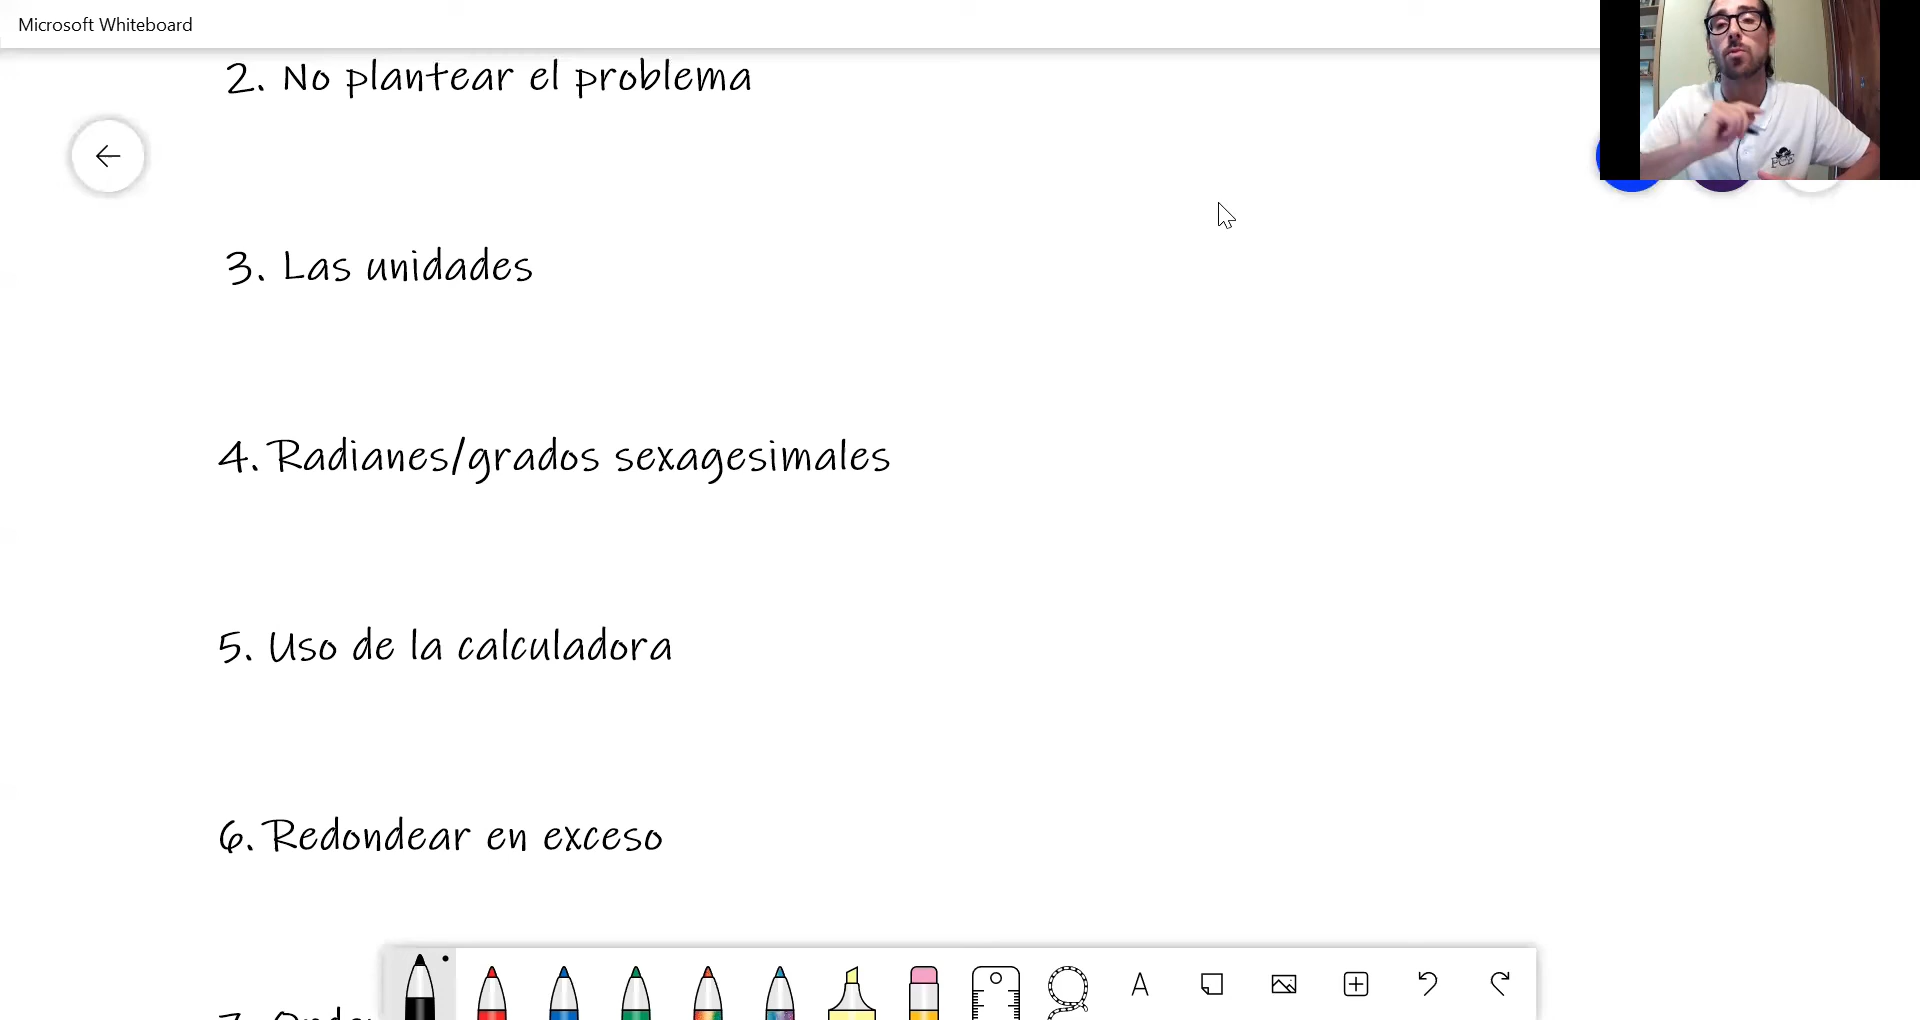 Microsoft Whiteboard
2. No plantear el problema
3. Las unidades
4. Radianes/grados sexagesimales
5. Uso de la calculadora
6. Redondear en exceso